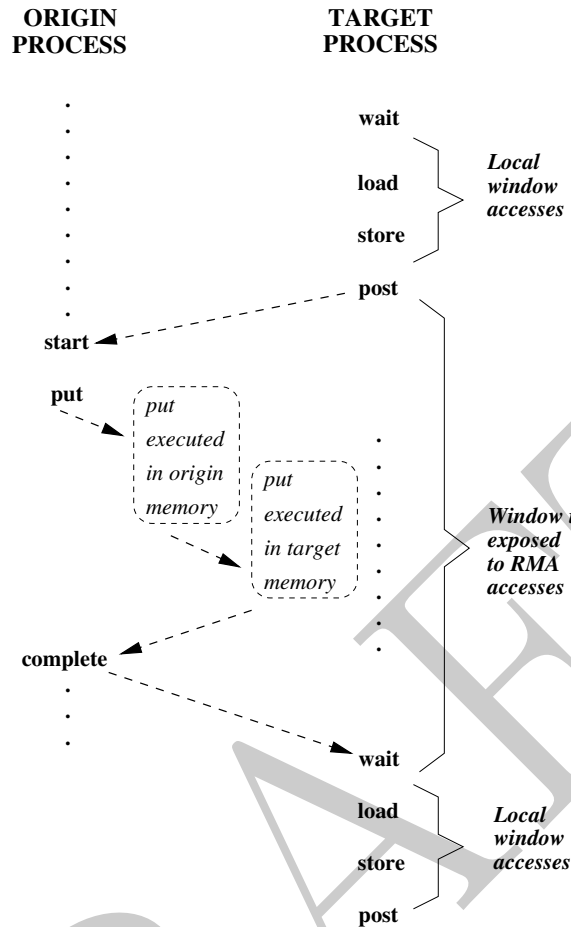 ORIGIN
PROCESS
TARGET
PROCESS
wait
load
store
Local
window
accesses
post
start
put
put
executed
in origin
memory
put
executed
in target
memory
Window i
exposed
to RMA
accesses
complete
wait
load
store
Local
window
accesses
post